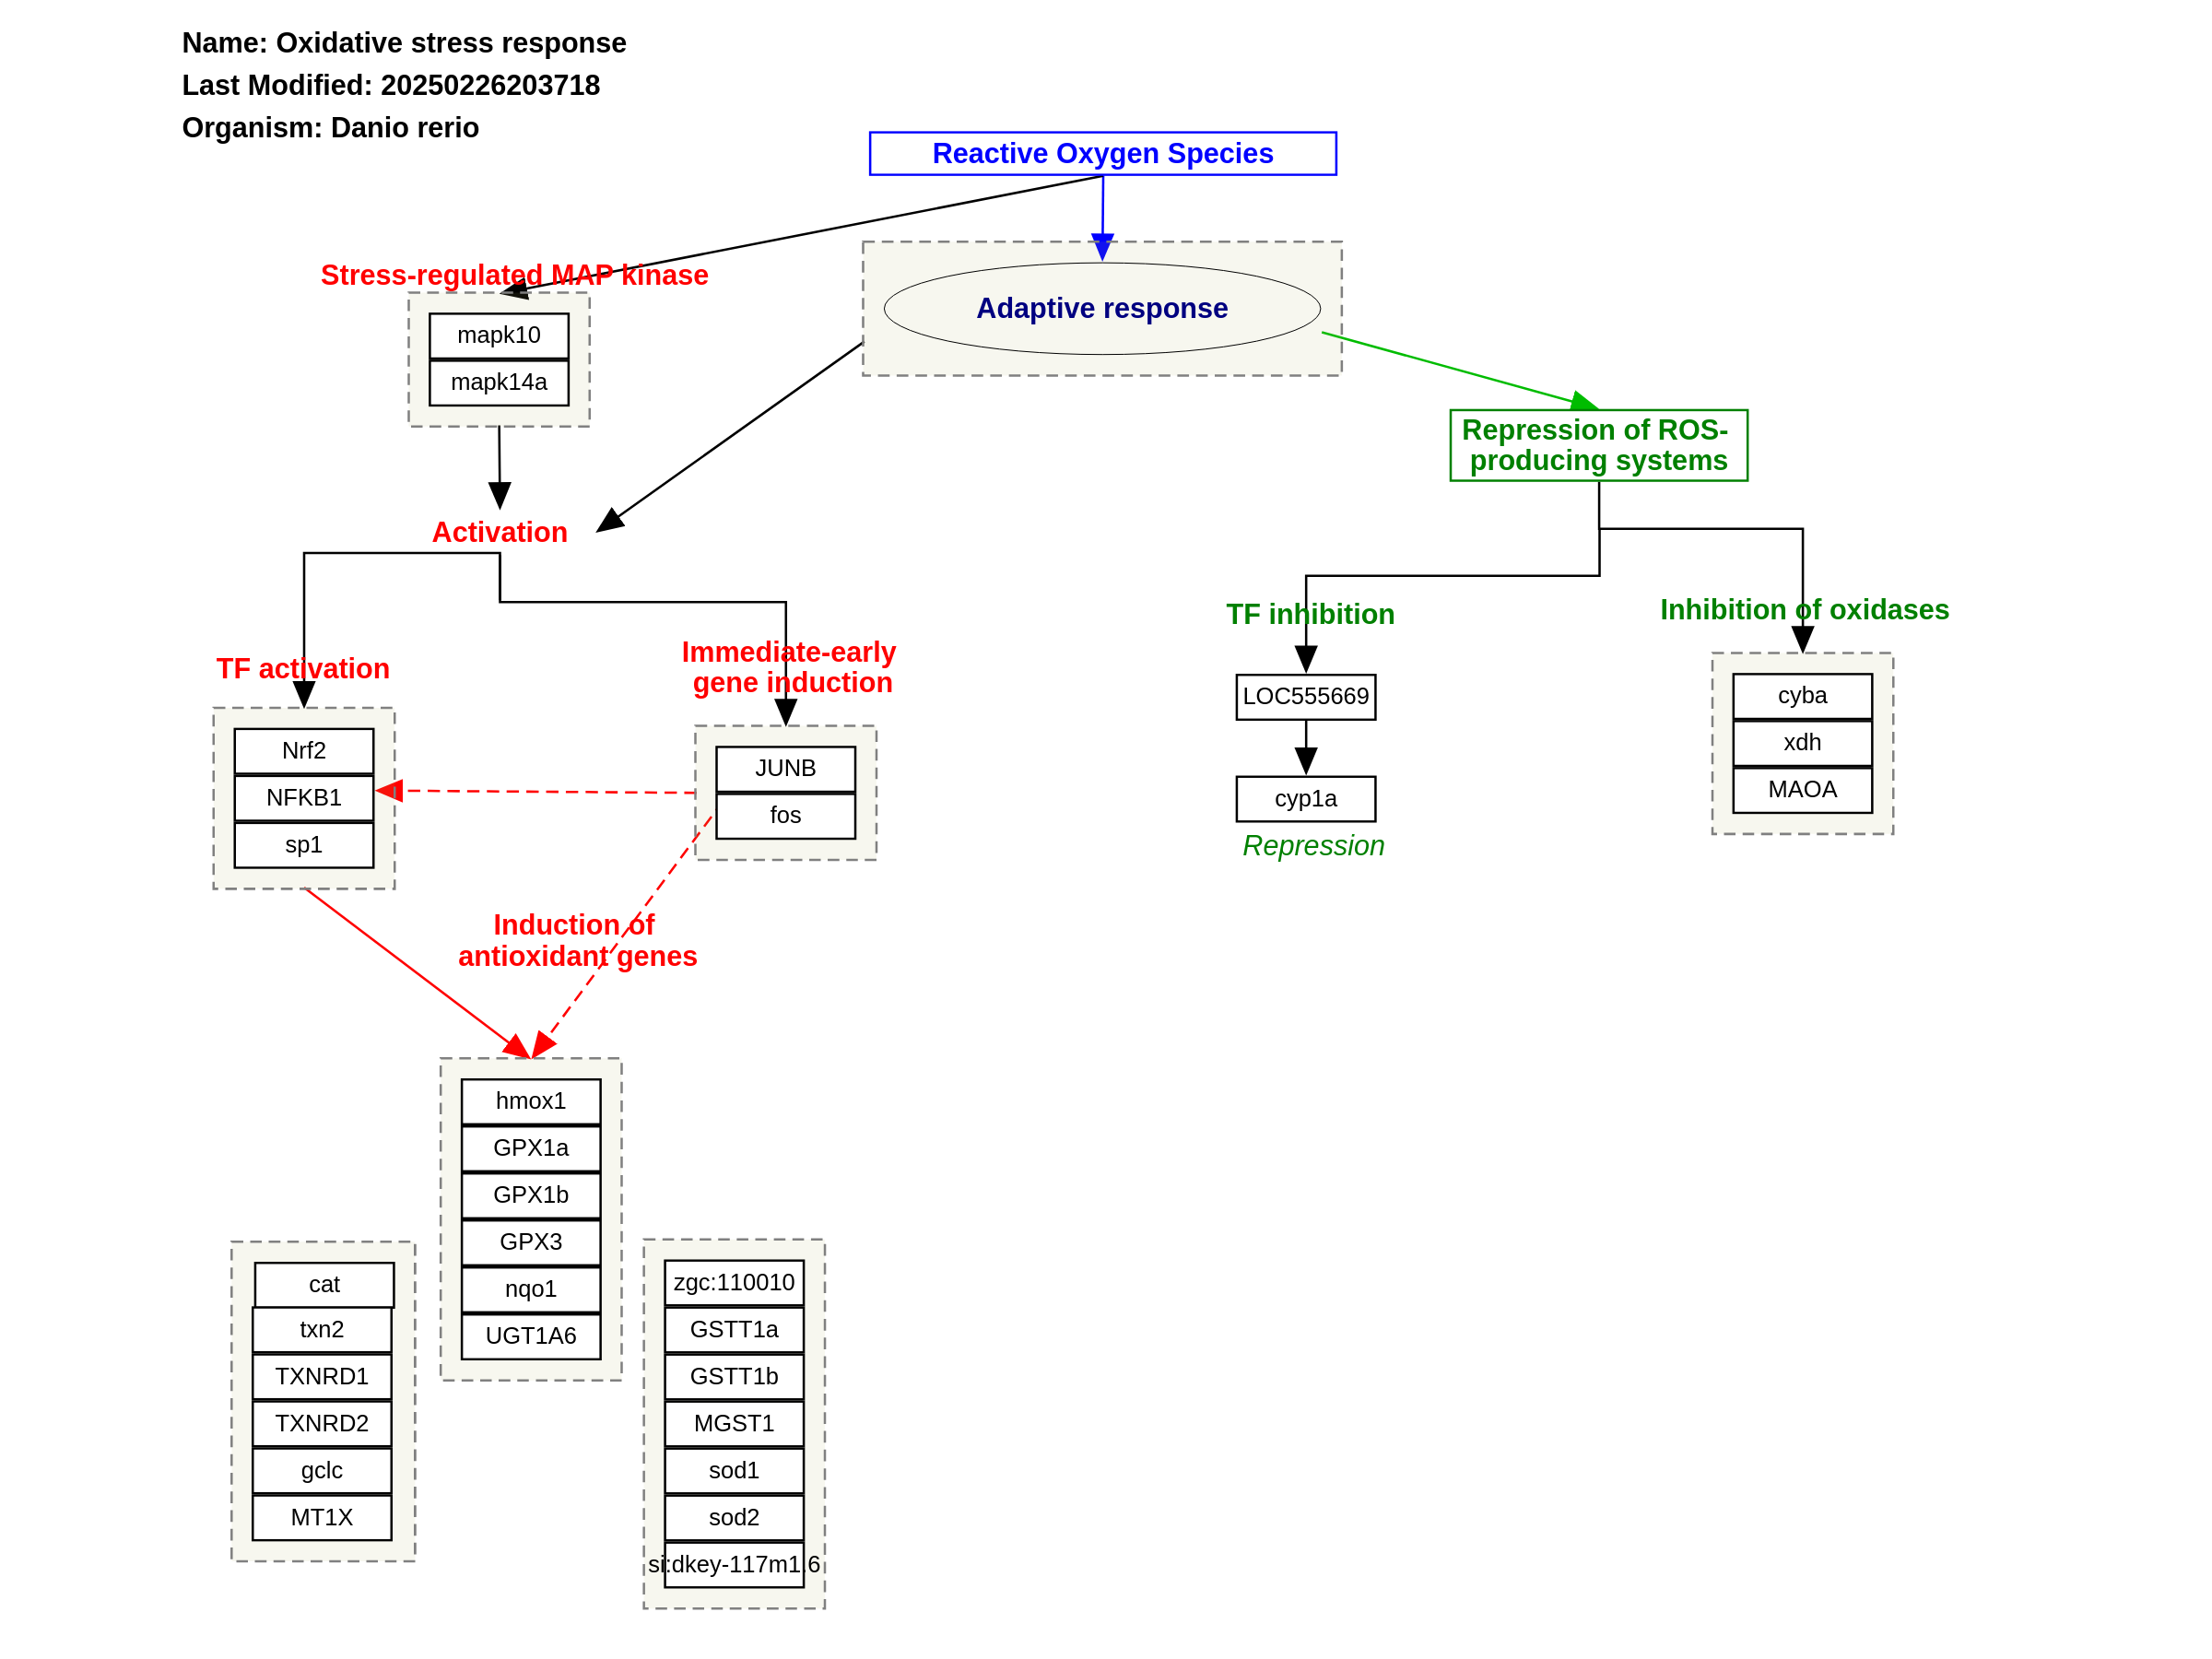 Name: Oxidative stress response
Last Modified: 20250226203718
Organism: Danio rerio
Reactive Oxygen Species
Stress-regulated MAP kinase
Adaptive response
mapk10
mapk14a
Repression of ROS-
producing systems
Activation
TF inhibition
Inhibition of oxidases
TF activation
Immediate-early
gene induction
LOC555669
cyp1a
Repression
cyba
xdh
MAOA
Nrf2
NFKB1
sp1
JUNB
fos
Induction of
antioxidant genes
hmox1
GPX1a
GPX1b
GPX3
nqo1
UGT1A6
cat
txn2
TXNRD1
TXNRD2
gclc
MT1X
zgc:110010
GSTT1a
GSTT1b
MGST1
sod1
sod2
si:dkey-117m1.6